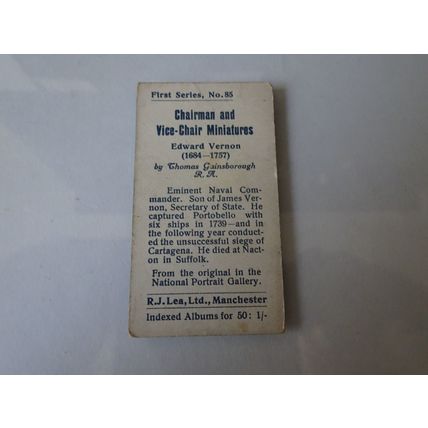 First Series, No. 85
Chairman and
Vice-Chair Miniatures
Edward Vernon
(1684—1757)
by Thomas Gainsborough
R.A.
Eminent Naval Com-
mander. Son of James Ver-
non, Secretary of State. He
captured Portobello with
six ships in 1739—and in
the following year conduct-
ed the unsuccessful siege of
Cartagena. He died at Nac-
ton in Suffolk.
From the original in the
National Portrait Gallery.
R.J. Lea, Ltd., Manchester
Indexed Albums for 50: 1/-